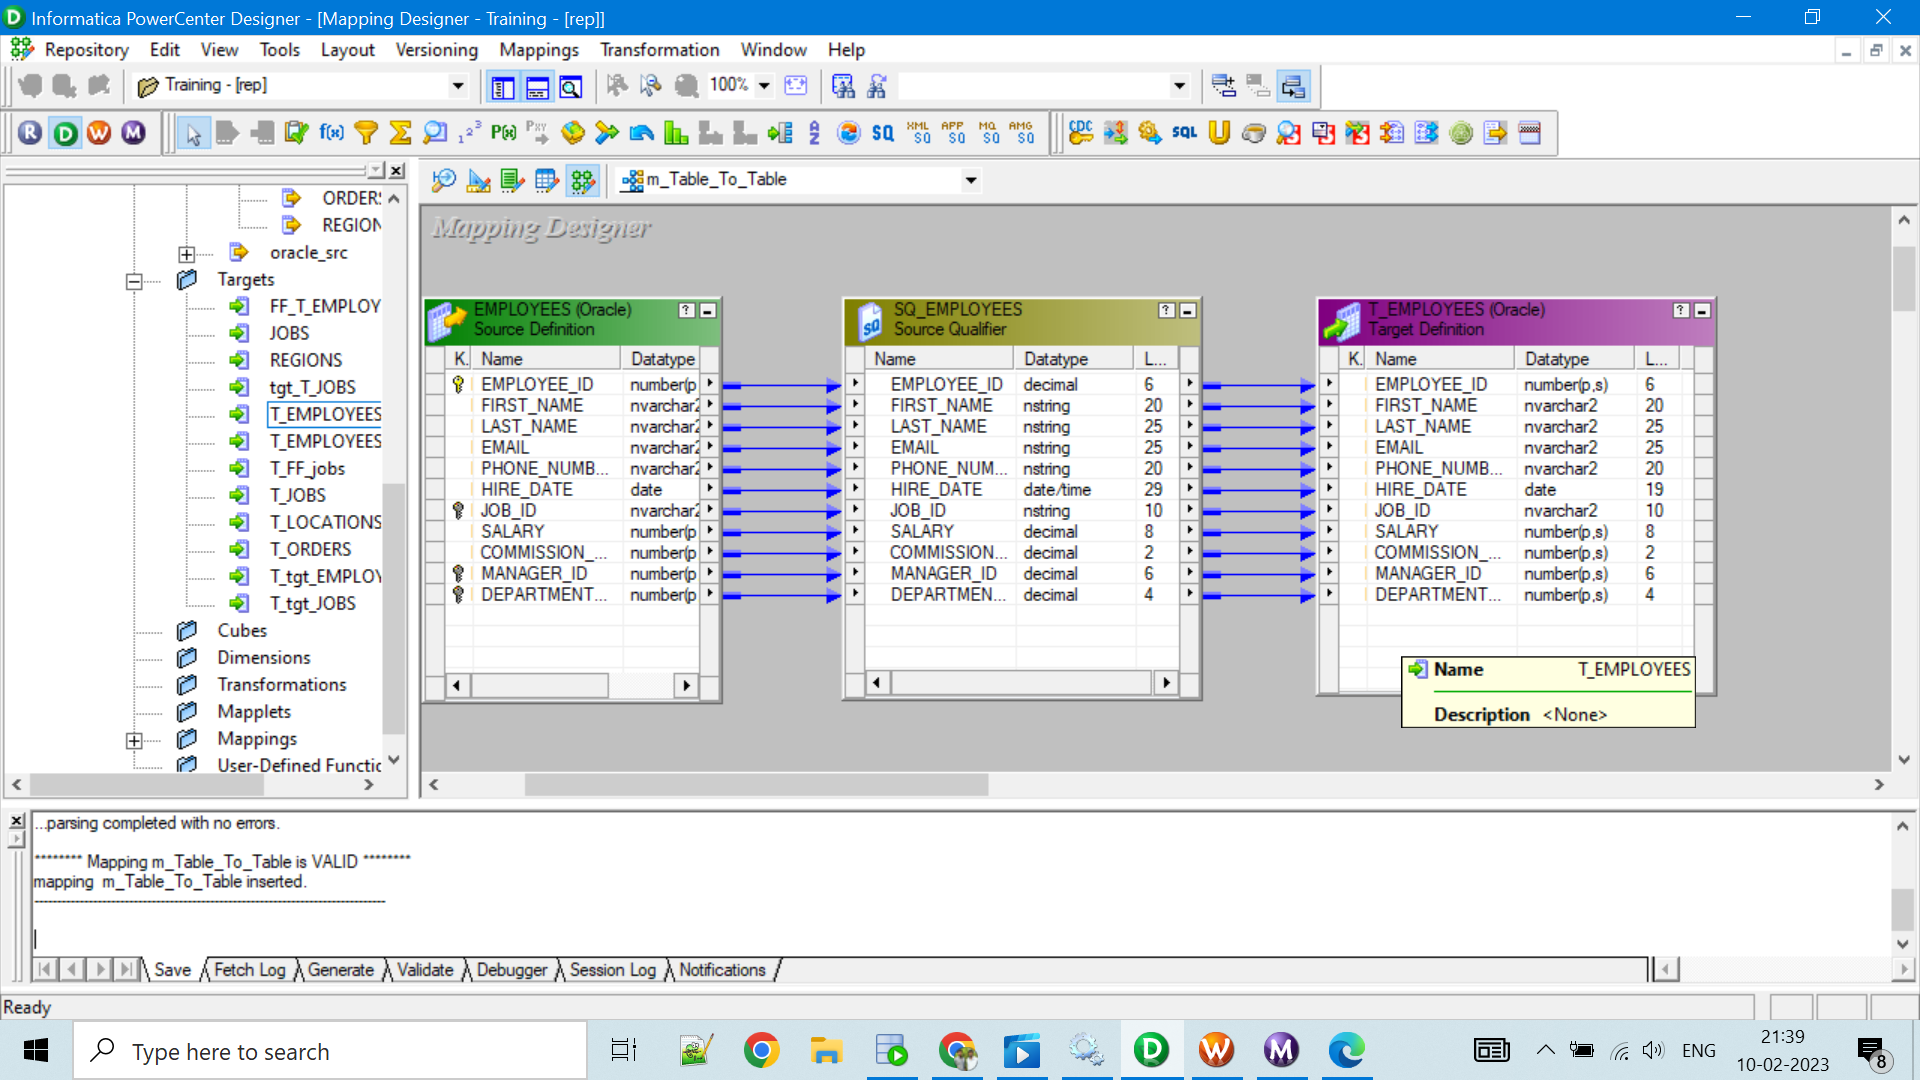 Informatica PowerCenter Designer - [Mapping Designer - Training - [rep]]
Repository Edit View Tools Layout Versioning Mappings Transformation Window Help
Training - [rep]
100%
R D W M
f(x)
P(x)
SQ
XML SQ
APP SQ
MQ SQ
AMG SQ
CDC
SQL
m_Table_To_Table
ORDERS
REGION
oracle_src
Targets
FF_T_EMPLOY
JOBS
REGIONS
tgt_T_JOBS
T_EMPLOYEES
T_EMPLOYEES
T_FF_jobs
T_JOBS
T_LOCATIONS
T_ORDERS
T_tgt_EMPLOY
T_tgt_JOBS
Cubes
Dimensions
Transformations
Mapplets
Mappings
User-Defined Functic
Mapping Designer
EMPLOYEES (Oracle)
Source Definition
K. Name Datatype
EMPLOYEE_ID number(p
FIRST_NAME nvarchar2
LAST_NAME nvarchar2
EMAIL nvarchar2
PHONE_NUMB... nvarchar2
HIRE_DATE date
JOB_ID nvarchar2
SALARY number(p
COMMISSION_... number(p
MANAGER_ID number(p
DEPARTMENT... number(p
SQ_EMPLOYEES
Source Qualifier
Name Datatype L...
EMPLOYEE_ID decimal 6
FIRST_NAME nstring 20
LAST_NAME nstring 25
EMAIL nstring 25
PHONE_NUM... nstring 20
HIRE_DATE date/time 29
JOB_ID nstring 10
SALARY decimal 8
COMMISSION... decimal 2
MANAGER_ID decimal 6
DEPARTMEN... decimal 4
T_EMPLOYEES (Oracle)
Target Definition
K. Name Datatype L...
EMPLOYEE_ID number(p,s) 6
FIRST_NAME nvarchar2 20
LAST_NAME nvarchar2 25
EMAIL nvarchar2 25
PHONE_NUMB... nvarchar2 20
HIRE_DATE date 19
JOB_ID nvarchar2 10
SALARY number(p,s) 8
COMMISSION_... number(p,s) 2
MANAGER_ID number(p,s) 6
DEPARTMENT... number(p,s) 4
Name T_EMPLOYEES
Description <None>
...parsing completed with no errors.
******** Mapping m_Table_To_Table is VALID ********
mapping m_Table_To_Table inserted.
Save Fetch Log Generate Validate Debugger Session Log Notifications
Ready
Type here to search
ENG
21:39
10-02-2023
8